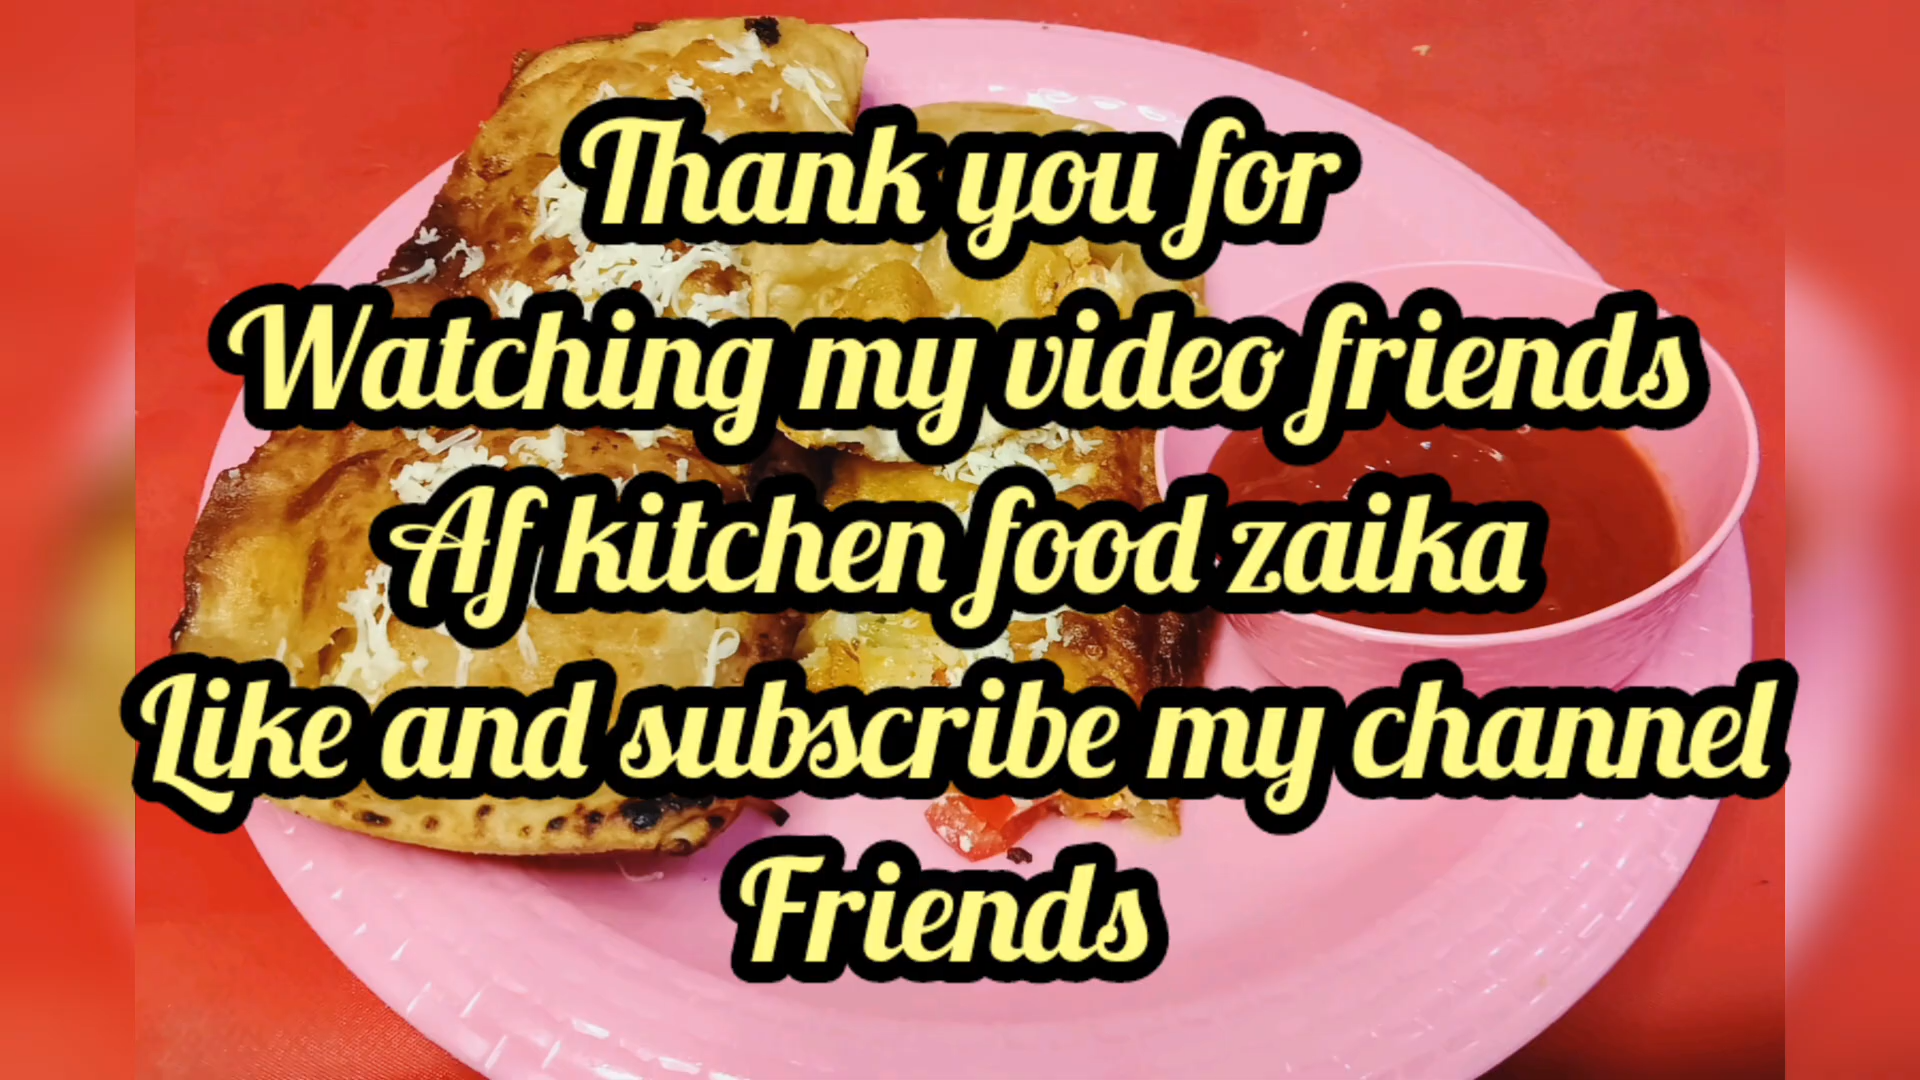 Thank you for
Watching my video friends
Af kitchen food zaika
Like and subscribe my channel
Friends